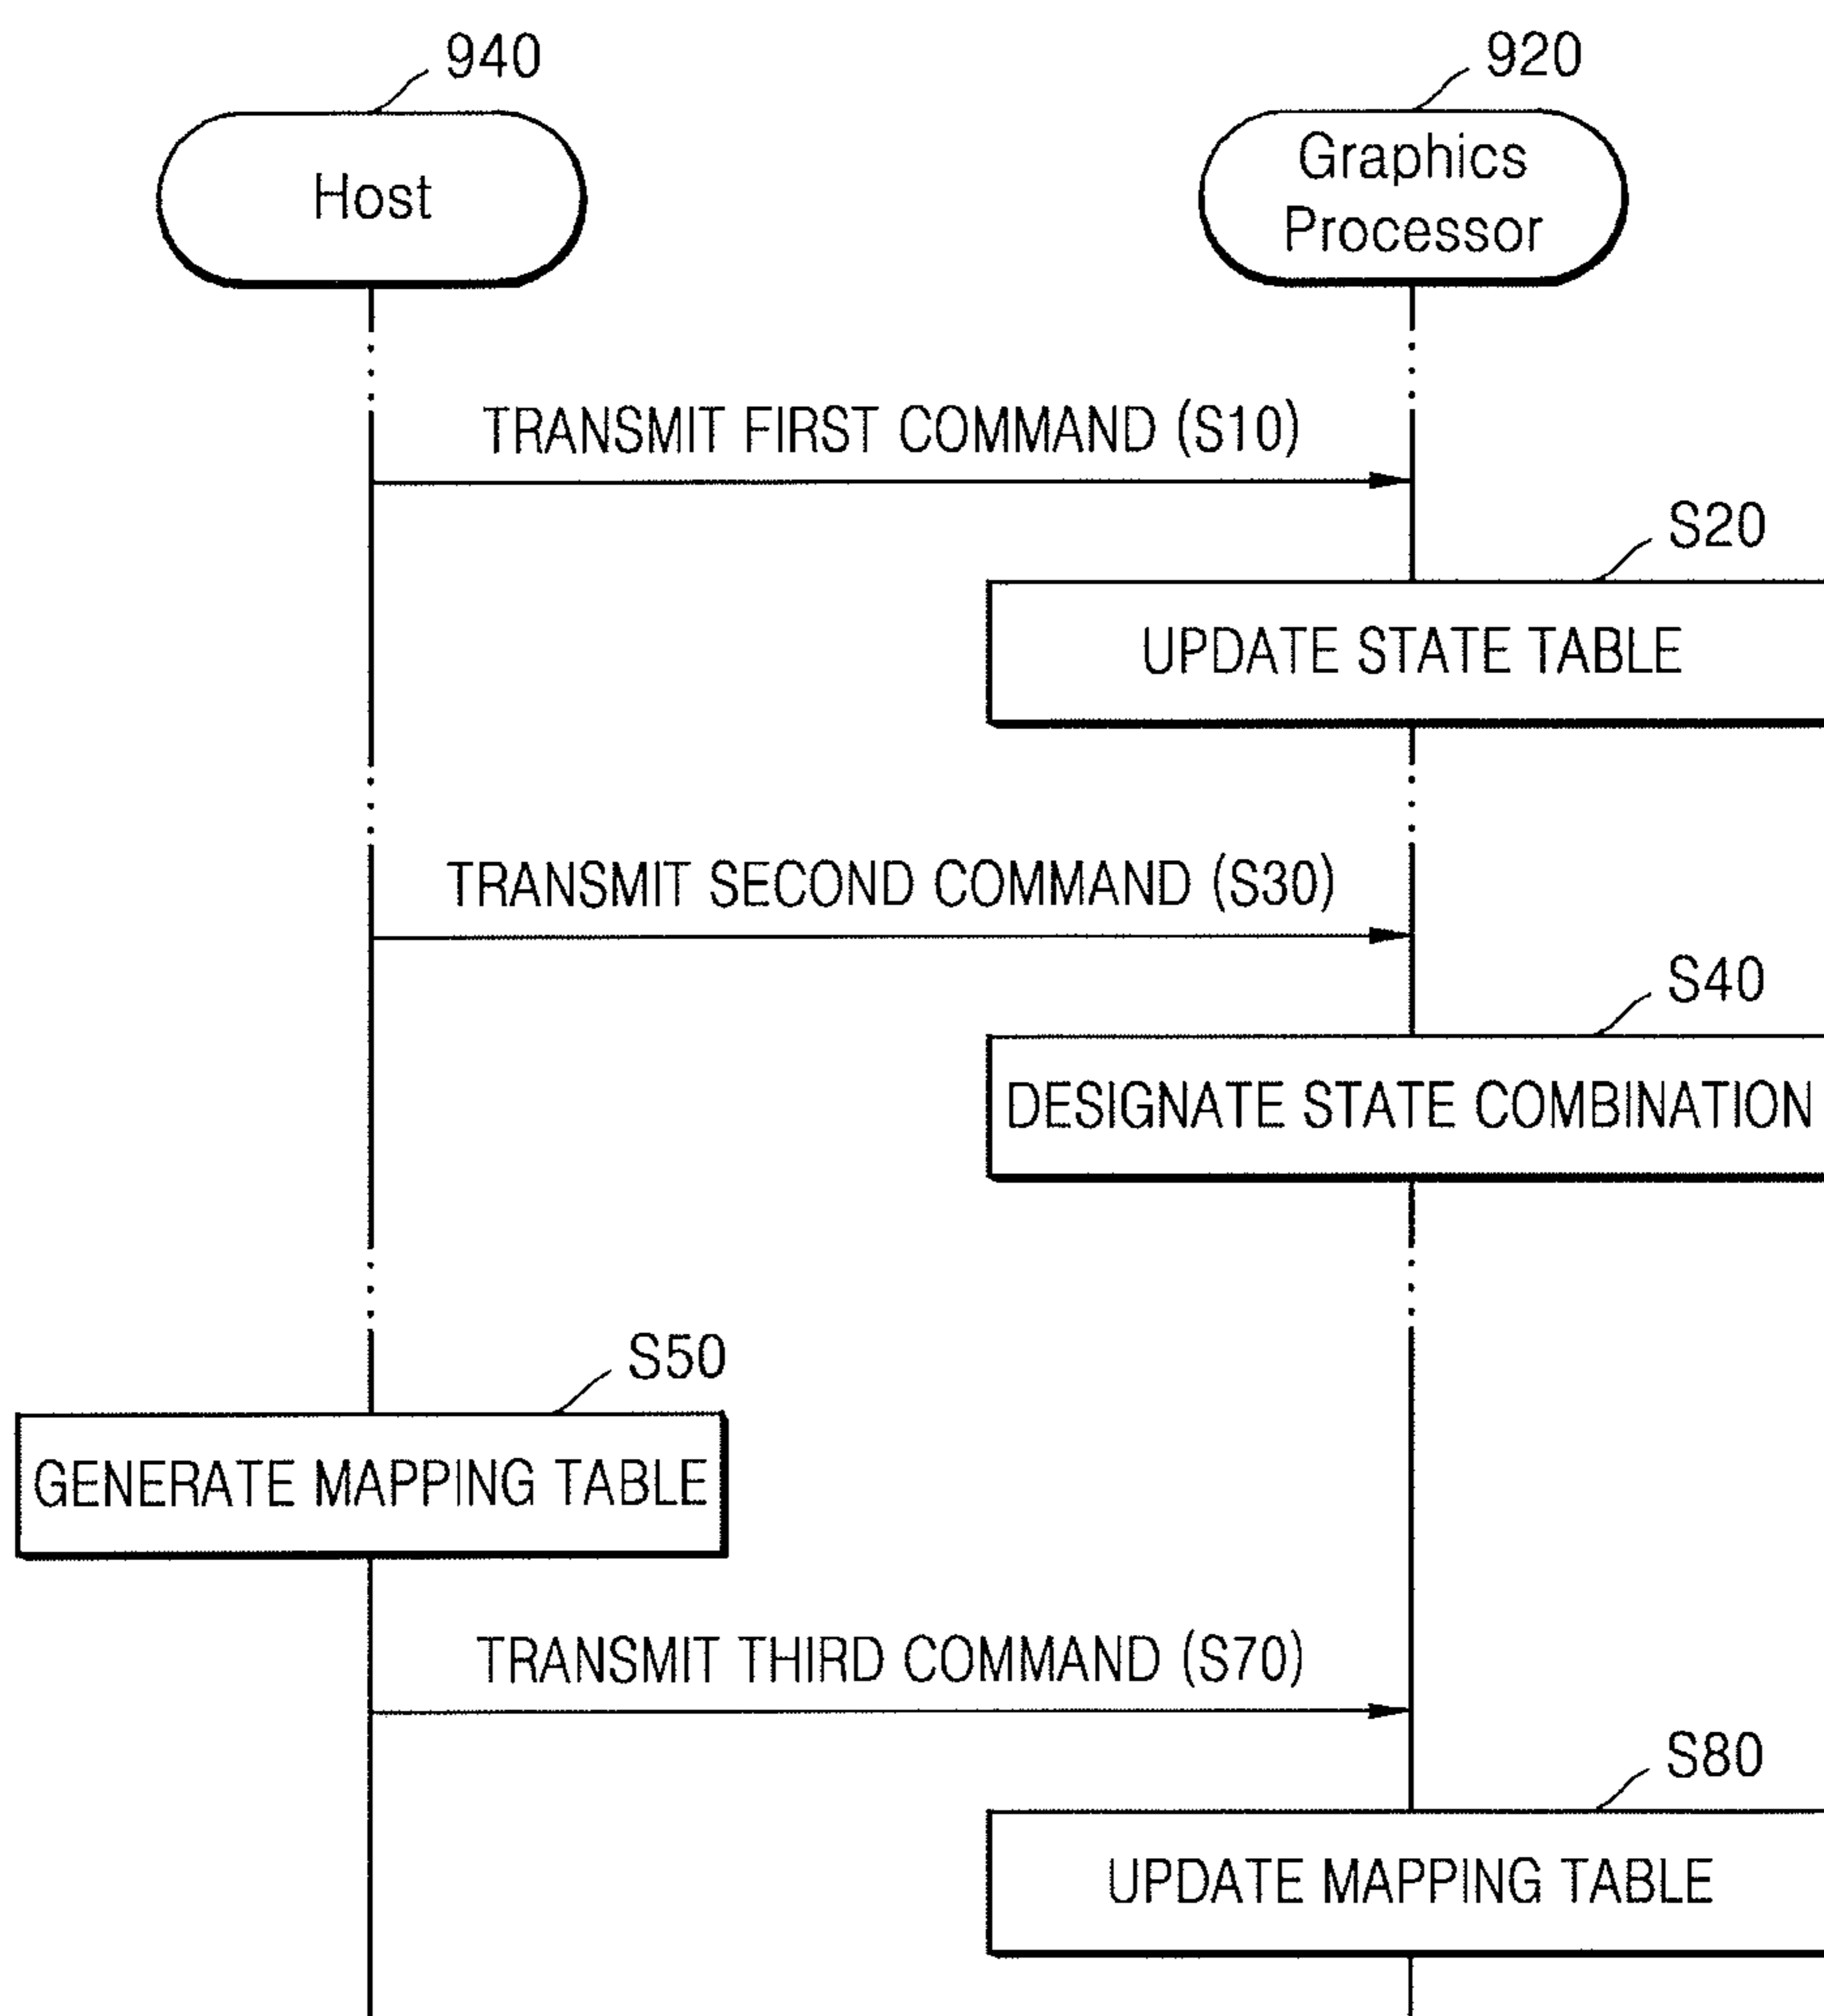 940
920
Host
Graphics
Processor
TRANSMIT FIRST COMMAND (S10)
S20
UPDATE STATE TABLE
TRANSMIT SECOND COMMAND (S30)
S40
DESIGNATE STATE COMBINATION
S50
GENERATE MAPPING TABLE
TRANSMIT THIRD COMMAND (S70)
S80
UPDATE MAPPING TABLE